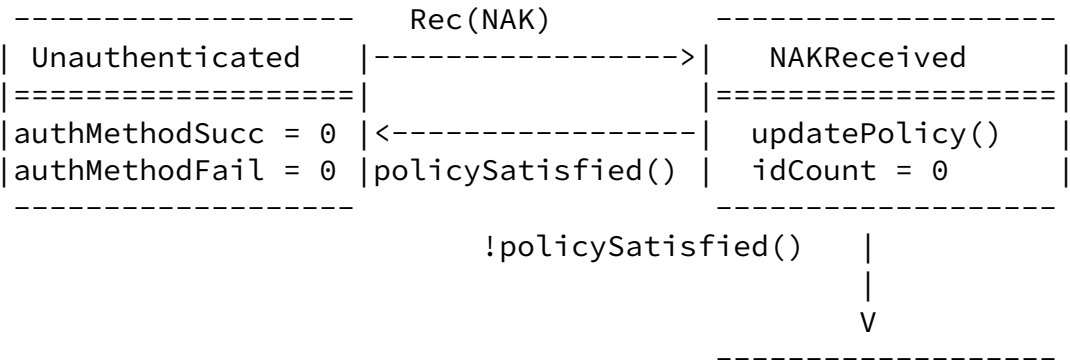 -------------------   Rec(NAK)         -------------------
| Unauthenticated   |----------------->|   NAKReceived     |
|===================|                  |===================|
|authMethodSucc = 0 |<-----------------|  updatePolicy()   |
|authMethodFail = 0 |policySatisfied() |  idCount = 0      |
 -------------------                    -------------------
                          !policySatisfied()   |
                                               |
                                               V
                                        -------------------